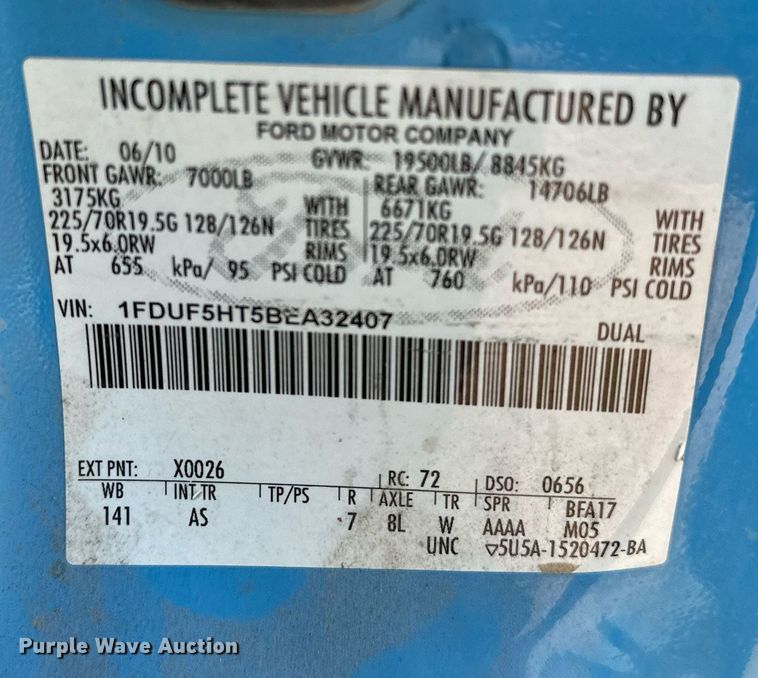 INCOMPLETE VEHICLE MANUFACTURED BY
FORD MOTOR COMPANY
DATE: 06/10 GVWR: 19500LB/ 8845KG
FRONT GAWR: 7000LB REAR GAWR: 14706LB
3175KG WITH 6671KG WITH
225/70R19.5G 128/126N TIRES 225/70R19.5G 128/126N TIRES
19.5x6.0RW RIMS 19.5x6.0RW RIMS
AT 655 kPa/ 95 PSI COLD AT 760 kPa/110 PSI COLD
VIN: 1FDUF5HT5BEA32407
DUAL
EXT PNT: X0026 RC: 72 DSO: 0656
WB INT TR TP/PS R AXLE TR SPR BFA17
141 AS 7 8L W AAAA M05
UNC ▽5U5A-1520472-BA
Purple Wave Auction